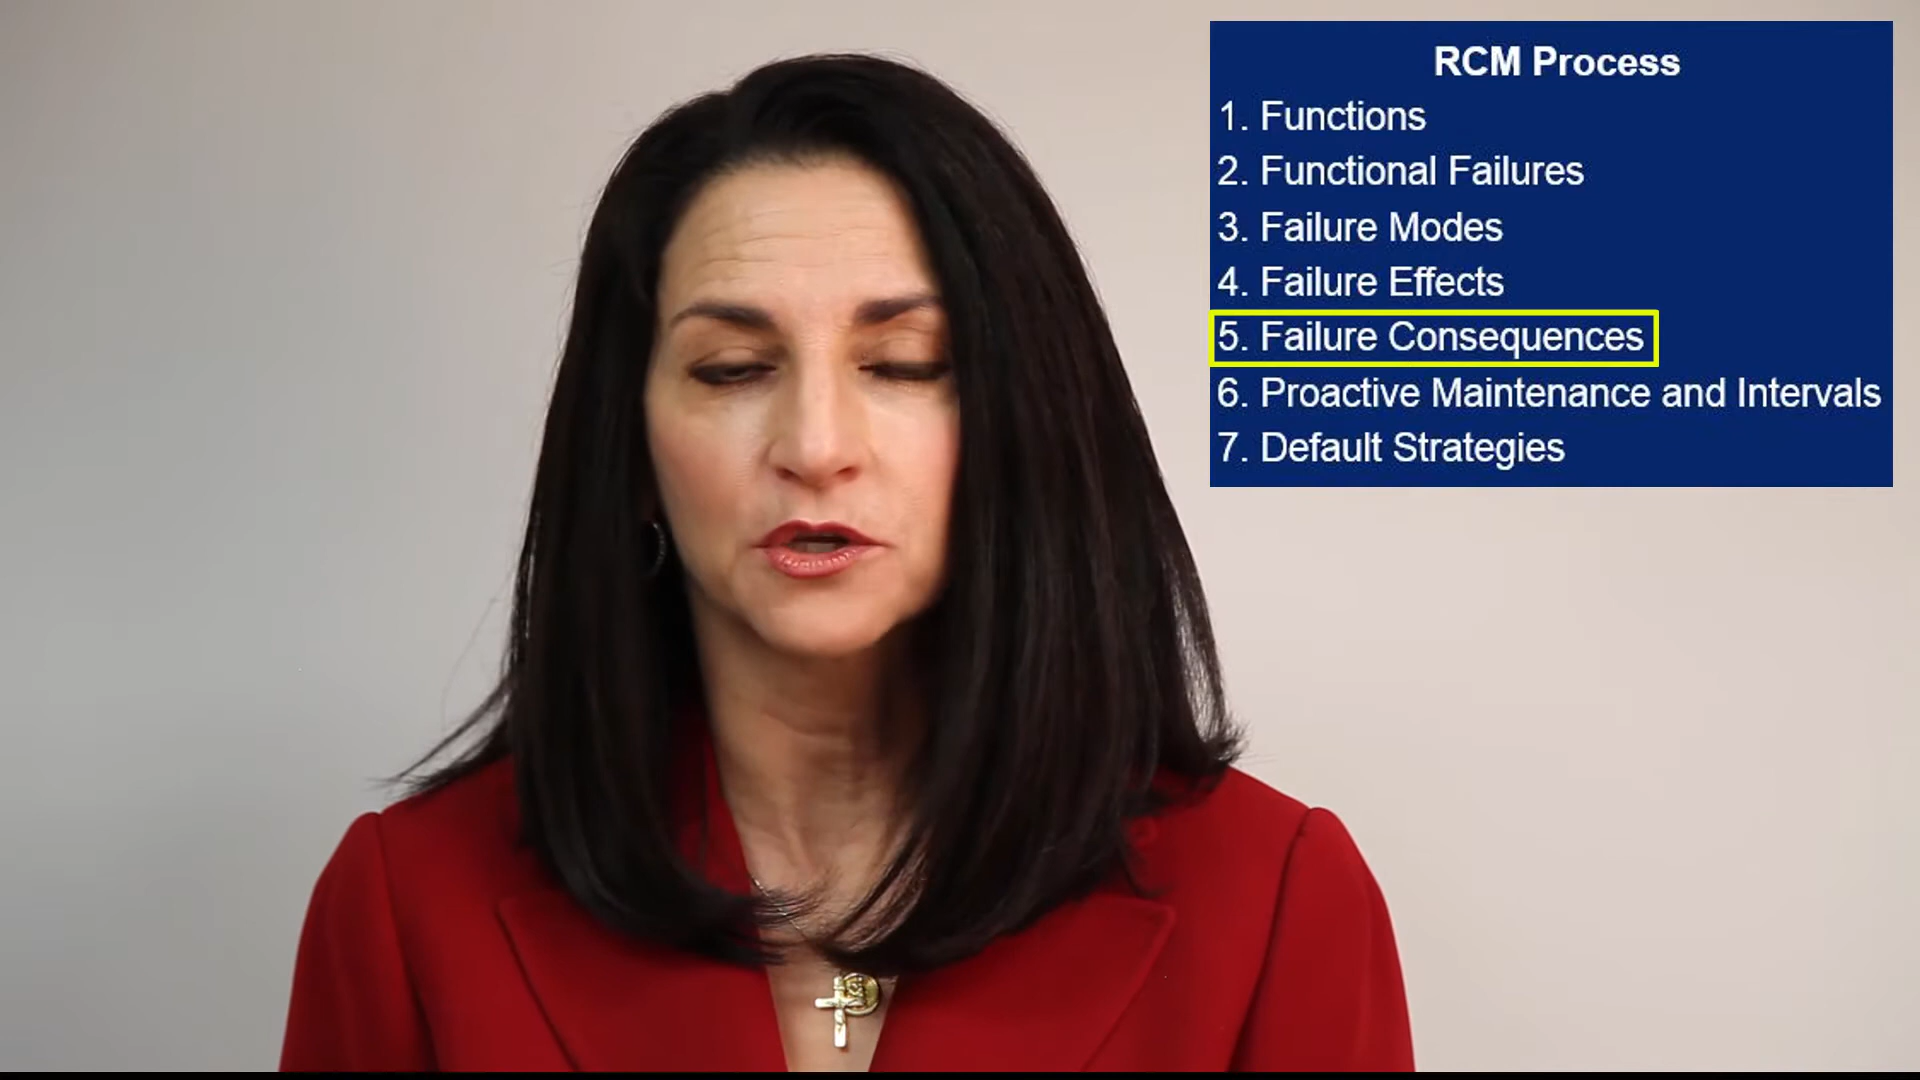 RCM Process
1. Functions
2. Functional Failures
3. Failure Modes
4. Failure Effects
5. Failure Consequences
6. Proactive Maintenance and Intervals
7. Default Strategies